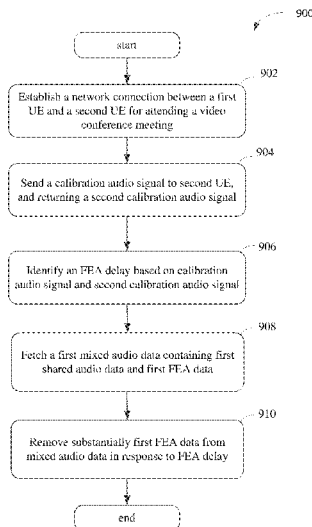 900
start
902
Establish a network connection between a first
UE and a second UE for attending a video
conference meeting
904
Send a calibration audio signal to second UE,
and returning a second calibration audio signal
906
Identify an FEA delay based on calibration
audio signal and second calibration audio signal
908
Fetch a first mixed audio data containing first
shared audio data and first FEA data
910
Remove substantially first FEA data from
mixed audio data in response to FEA delay
end